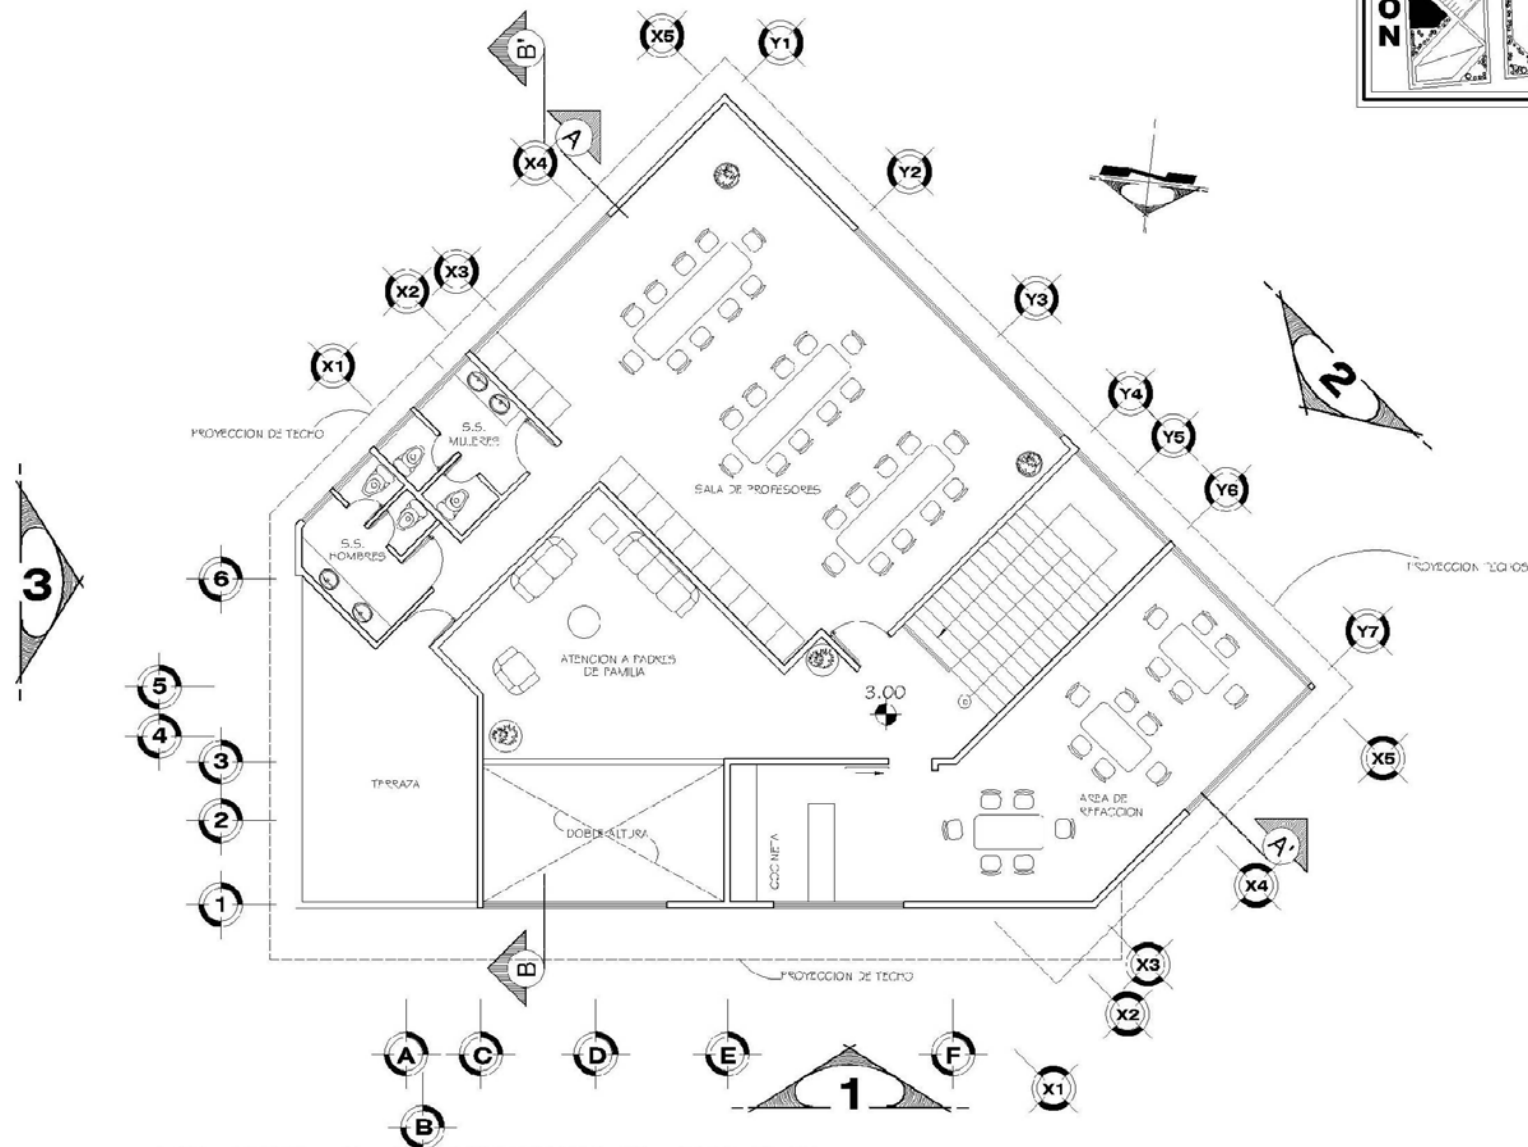 O
N
X5
Y1
B'
A
X4
Y2
X3
X2
Y3
X1
2
Y4
PROYECCION DE TECHO
S.S.
MUJERES
Y5
SALA DE PROFESORES
Y6
S.S.
HOMBRES
3
6
PROYECCION TECHOS
Y7
ATENCION A PADRES
DE FAMILIA
5
3.00
4
3
X5
TERRAZA
AREA DE
REFACCION
2
DOBLE ALTURA
COCINETA
A'
X4
1
B
PROYECCION DE TECHO
X3
X2
A
C
D
E
F
1
X1
B